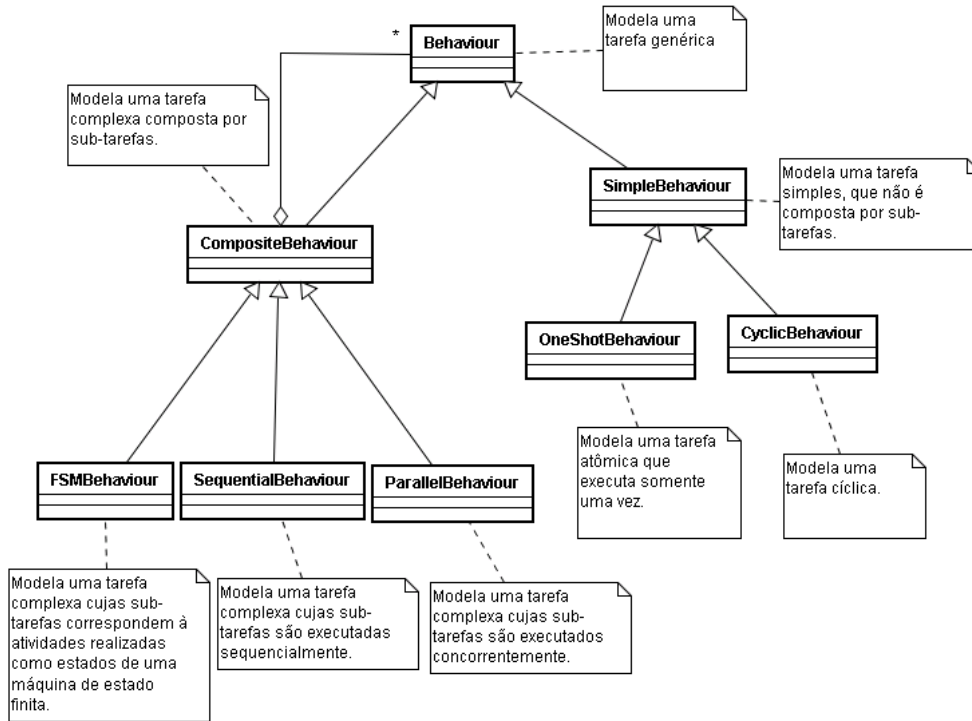 *
Behaviour
Modela uma
tarefa genérica
Modela uma tarefa
complexa composta por
sub-tarefas.
SimpleBehaviour
Modela uma tarefa
simples, que não é
composta por sub-
tarefas.
CompositeBehaviour
OneShotBehaviour
CyclicBehaviour
Modela uma tarefa
atômica que
executa somente
uma vez.
Modela uma
tarefa cíclica.
FSMBehaviour
SequentialBehaviour
ParallelBehaviour
Modela uma tarefa
complexa cujas sub-
tarefas correspondem à
atividades realizadas
como estados de uma
máquina de estado
finita.
Modela uma tarefa
complexa cujas sub-
tarefas são executadas
sequencialmente.
Modela uma tarefa
complexa cujas sub-
tarefas são executados
concorrentemente.